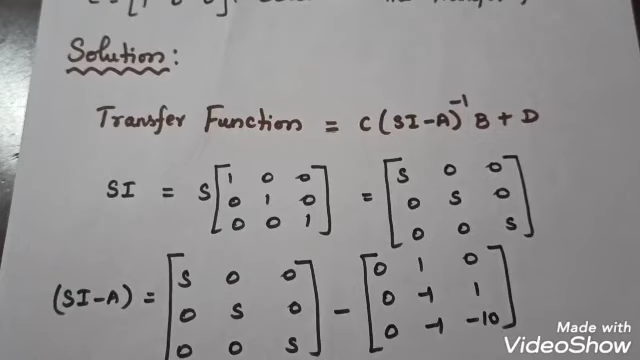 Solution:
Transfer Function = C(SI-A)⁻¹ B + D
SI = S [1 0 0; 0 1 0; 0 0 1] = [S 0 0; 0 S 0; 0 0 S]
(SI-A) = [S 0 0; 0 S 0; 0 0 S] - [0 1 0; 0 -1 1; 0 -1 -10]
Made with
VideoShow